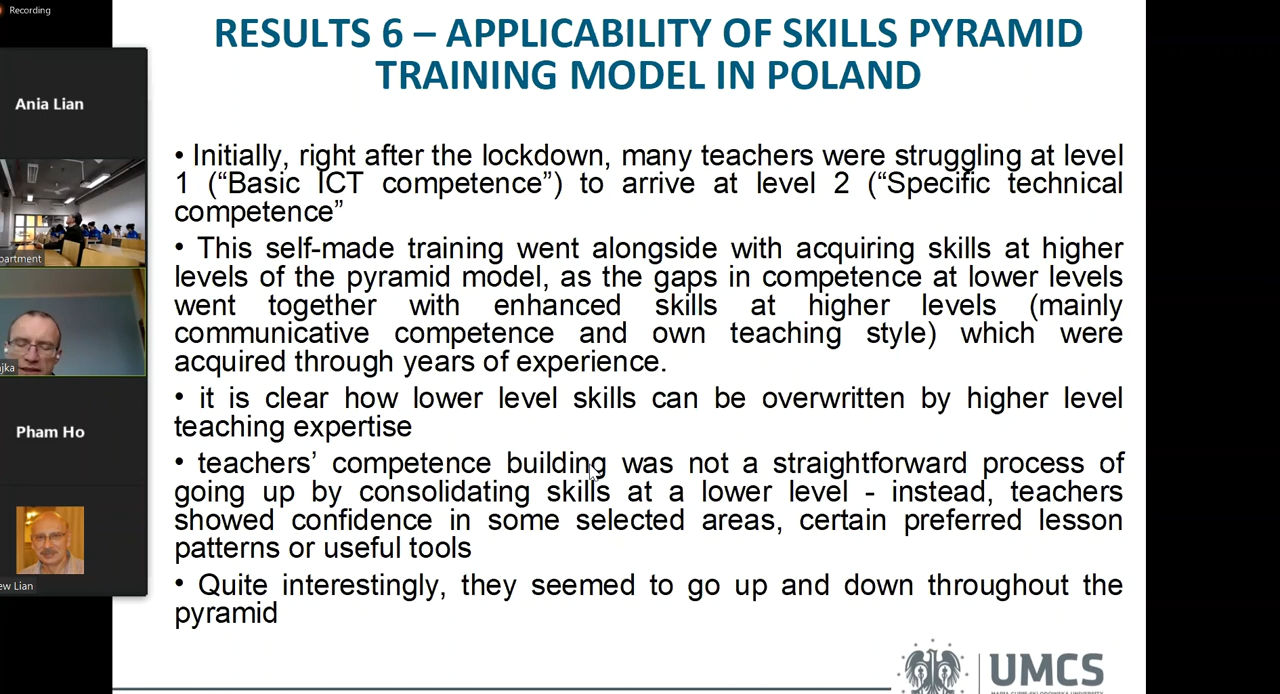 Recording
Ania Lian
partment
jka
Pham Ho
ew Lian
RESULTS 6 – APPLICABILITY OF SKILLS PYRAMID
TRAINING MODEL IN POLAND
• Initially, right after the lockdown, many teachers were struggling at level
1 (“Basic ICT competence”) to arrive at level 2 (“Specific technical
competence”
• This self-made training went alongside with acquiring skills at higher
levels of the pyramid model, as the gaps in competence at lower levels
went together with enhanced skills at higher levels (mainly
communicative competence and own teaching style) which were
acquired through years of experience.
• it is clear how lower level skills can be overwritten by higher level
teaching expertise
• teachers’ competence building was not a straightforward process of
going up by consolidating skills at a lower level - instead, teachers
showed confidence in some selected areas, certain preferred lesson
patterns or useful tools
• Quite interestingly, they seemed to go up and down throughout the
pyramid
UMCS